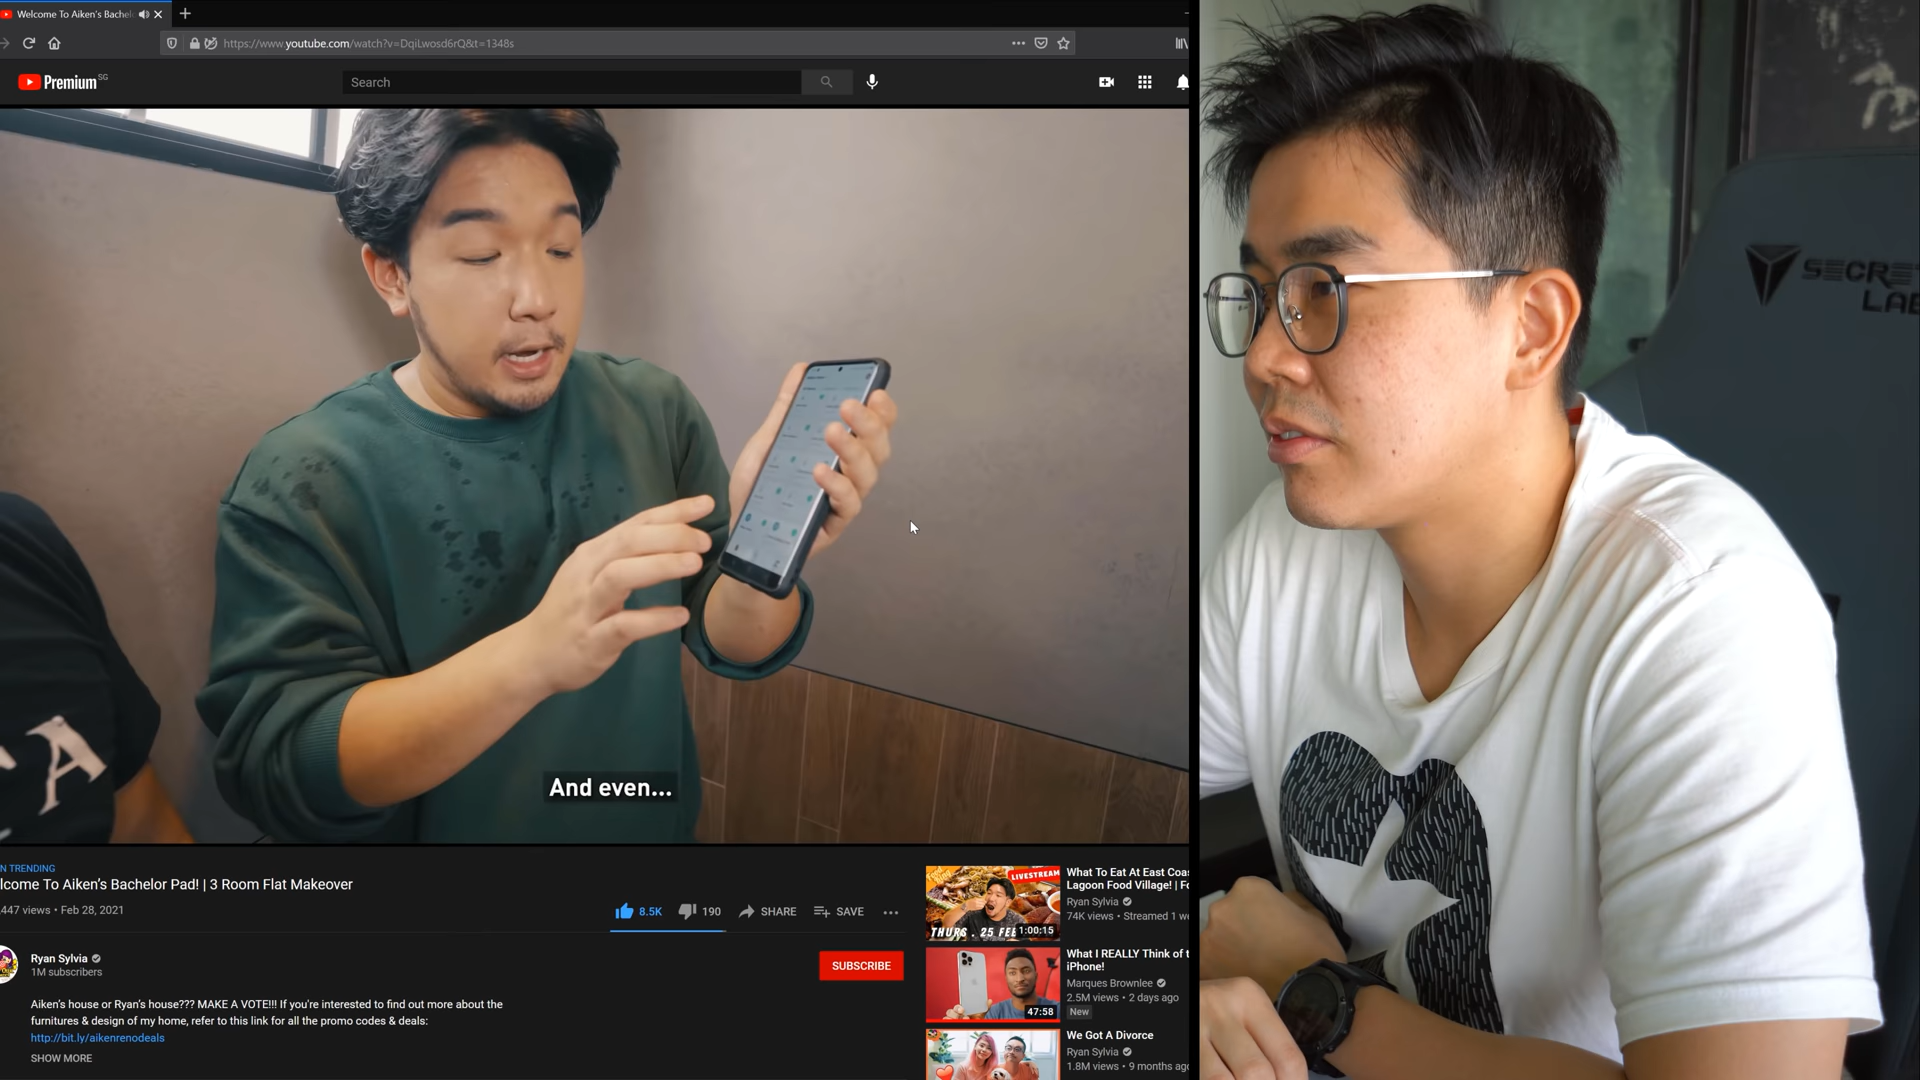 Welcome To Aiken's Bachel
https://www.youtube.com/watch?v=DqiLwosd6rQ&t=1348s
Premium SG
Search
SECRET
LAB
And even...
N TRENDING
lcome To Aiken's Bachelor Pad! | 3 Room Flat Makeover
,447 views • Feb 28, 2021
8.5K
190
SHARE
SAVE
Ryan Sylvia
1M subscribers
SUBSCRIBE
Aiken's house or Ryan's house??? MAKE A VOTE!!! If you're interested to find out more about the
furnitures & design of my home, refer to this link for all the promo codes & deals:
http://bit.ly/aikenrenodeals
SHOW MORE
LIVESTREAM
THURS . 25 FEB
1:00:15
What To Eat At East Coas
Lagoon Food Village! | Fo
Ryan Sylvia
74K views • Streamed 1 we
47:58
What I REALLY Think of t
iPhone!
Marques Brownlee
2.5M views • 2 days ago
New
We Got A Divorce
Ryan Sylvia
1.8M views • 9 months ago